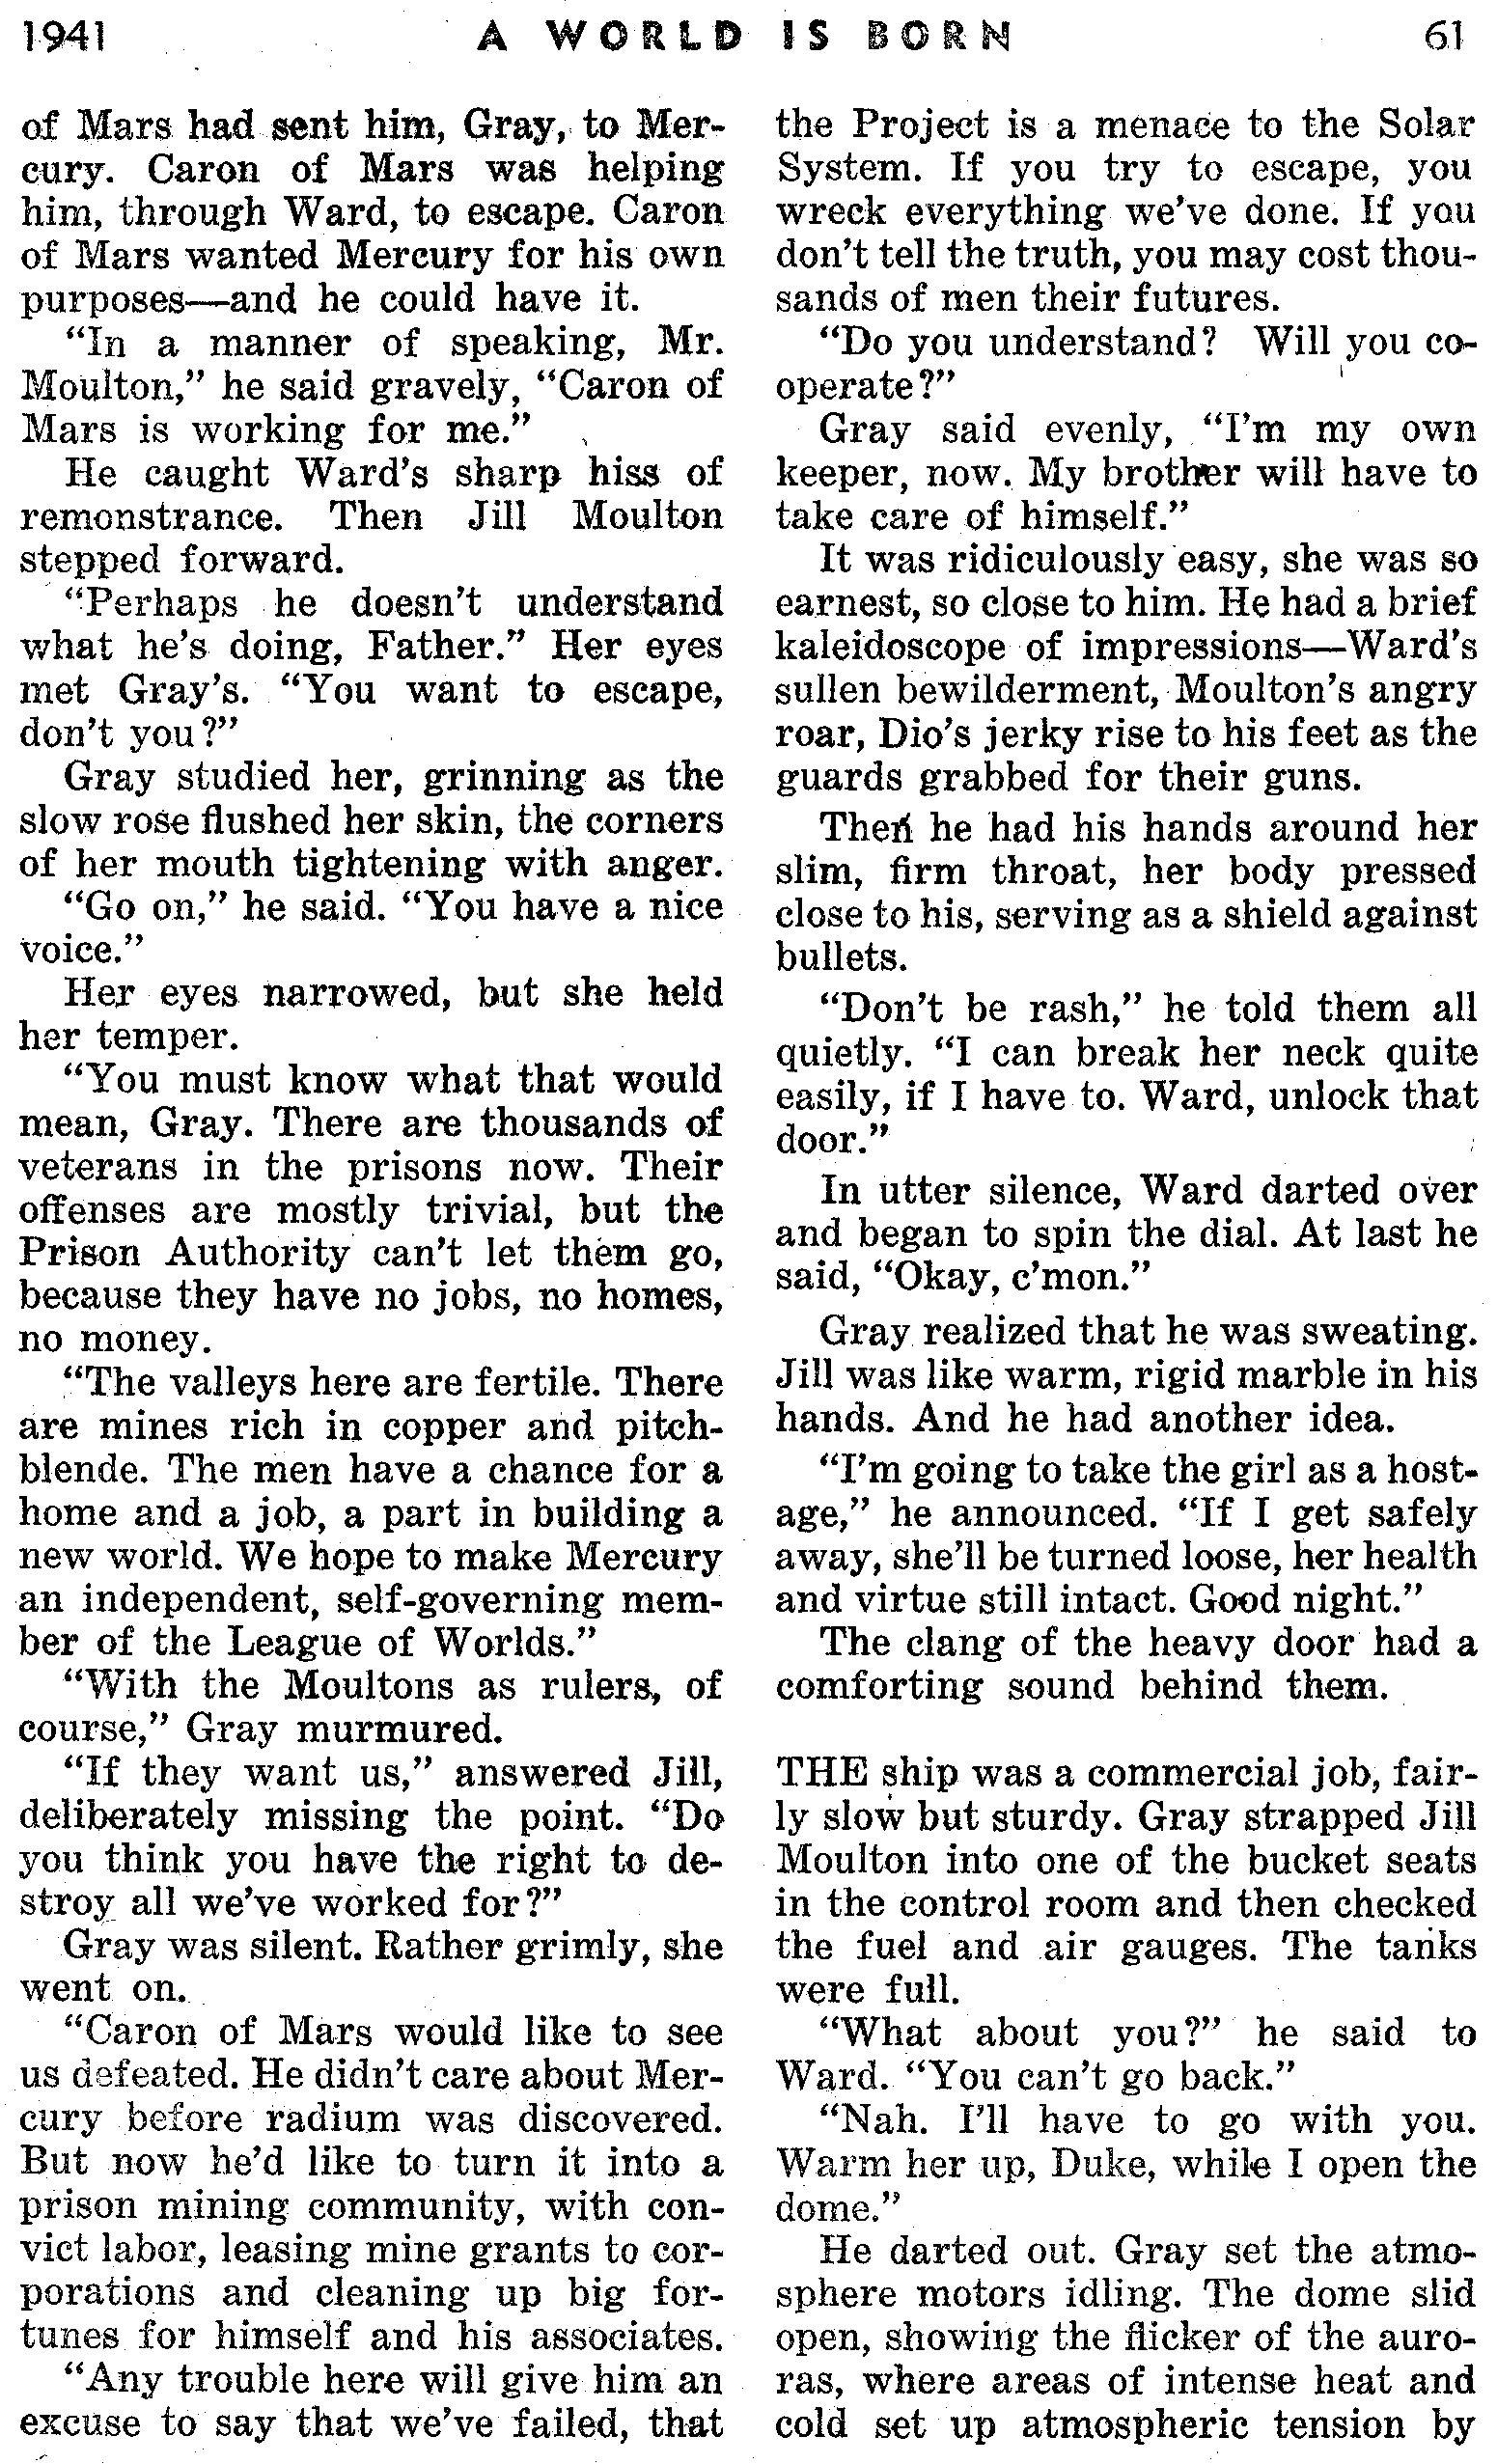 1941 A WORLD IS BORN 61
of Mars had sent him, Gray, to Mer-
cury. Caron of Mars was helping
him, through Ward, to escape. Caron
of Mars wanted Mercury for his own
purposes—and he could have it.
“In a manner of speaking, Mr.
Moulton,” he said gravely, “Caron of
Mars is working for me.”
He caught Ward's sharp hiss of
remonstrance. Then Jill Moulton
stepped forward.
“Perhaps he doesn't understand
what he's doing, Father.” Her eyes
met Gray's. “You want to escape,
don't you?”
Gray studied her, grinning as the
slow rose flushed her skin, the corners
of her mouth tightening with anger.
“Go on,” he said. “You have a nice
voice.”
Her eyes narrowed, but she held
her temper.
“You must know what that would
mean, Gray. There are thousands of
veterans in the prisons now. Their
offenses are mostly trivial, but the
Prison Authority can't let them go,
because they have no jobs, no homes,
no money.
“The valleys here are fertile. There
are mines rich in copper and pitch-
blende. The men have a chance for a
home and a job, a part in building a
new world. We hope to make Mercury
an independent, self-governing mem-
ber of the League of Worlds.”
“With the Moultons as rulers, of
course,” Gray murmured.
“If they want us,” answered Jill,
deliberately missing the point. “Do
you think you have the right to de-
stroy all we've worked for?”
Gray was silent. Rather grimly, she
went on.
“Caron of Mars would like to see
us defeated. He didn't care about Mer-
cury before radium was discovered.
But now he'd like to turn it into a
prison mining community, with con-
vict labor, leasing mine grants to cor-
porations and cleaning up big for-
tunes for himself and his associates.
“Any trouble here will give him an
excuse to say that we've failed, that
the Project is a menace to the Solar
System. If you try to escape, you
wreck everything we've done. If you
don't tell the truth, you may cost thou-
sands of men their futures.
“Do you understand? Will you co-
operate?”
Gray said evenly, “I'm my own
keeper, now. My brother will have to
take care of himself.”
It was ridiculously easy, she was so
earnest, so close to him. He had a brief
kaleidoscope of impressions—Ward's
sullen bewilderment, Moulton's angry
roar, Dio's jerky rise to his feet as the
guards grabbed for their guns.
Then he had his hands around her
slim, firm throat, her body pressed
close to his, serving as a shield against
bullets.
“Don't be rash,” he told them all
quietly. “I can break her neck quite
easily, if I have to. Ward, unlock that
door.”
In utter silence, Ward darted over
and began to spin the dial. At last he
said, “Okay, c'mon.”
Gray realized that he was sweating.
Jill was like warm, rigid marble in his
hands. And he had another idea.
“I'm going to take the girl as a host-
age,” he announced. “If I get safely
away, she'll be turned loose, her health
and virtue still intact. Good night.”
The clang of the heavy door had a
comforting sound behind them.
THE ship was a commercial job, fair-
ly slow but sturdy. Gray strapped Jill
Moulton into one of the bucket seats
in the control room and then checked
the fuel and air gauges. The tanks
were full.
“What about you?” he said to
Ward. “You can't go back.”
“Nah. I'll have to go with you.
Warm her up, Duke, while I open the
dome.”
He darted out. Gray set the atmo-
sphere motors idling. The dome slid
open, showing the flicker of the auro-
ras, where areas of intense heat and
cold set up atmospheric tension by